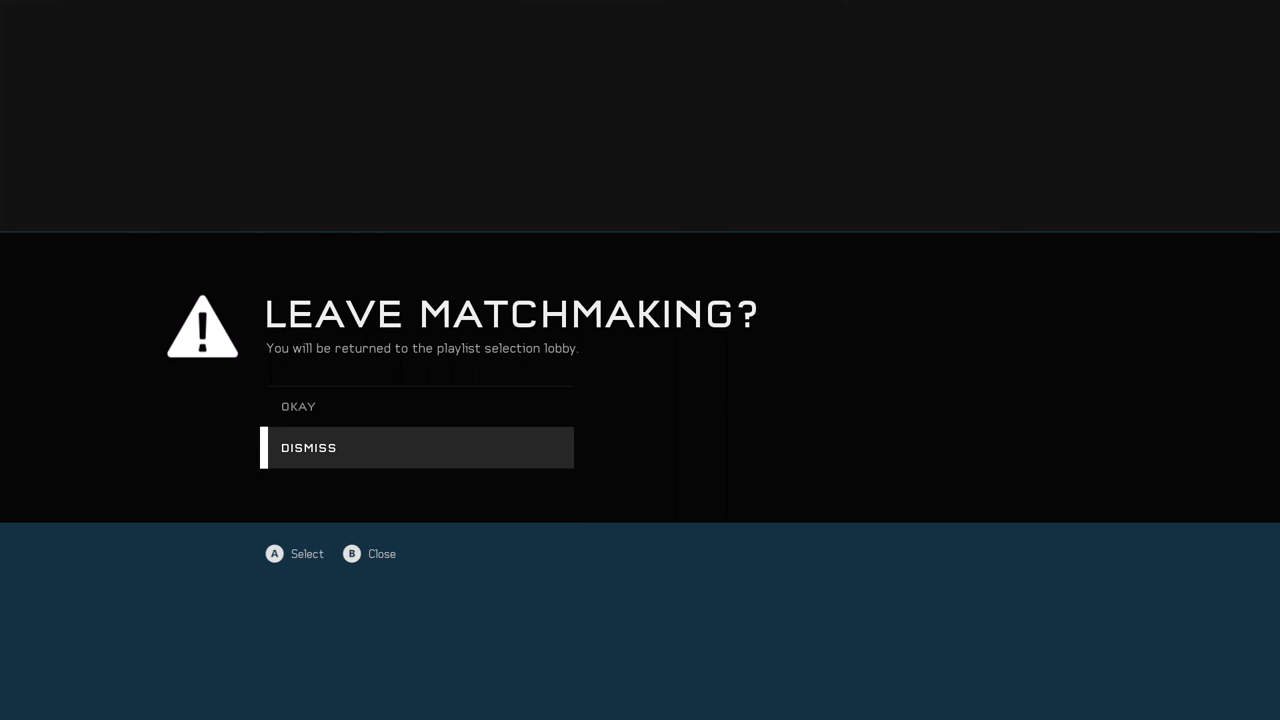 LEAVE MATCHMAKING?
You will be returned to the playlist selection lobby.
OKAY
DISMISS
A Select B Close